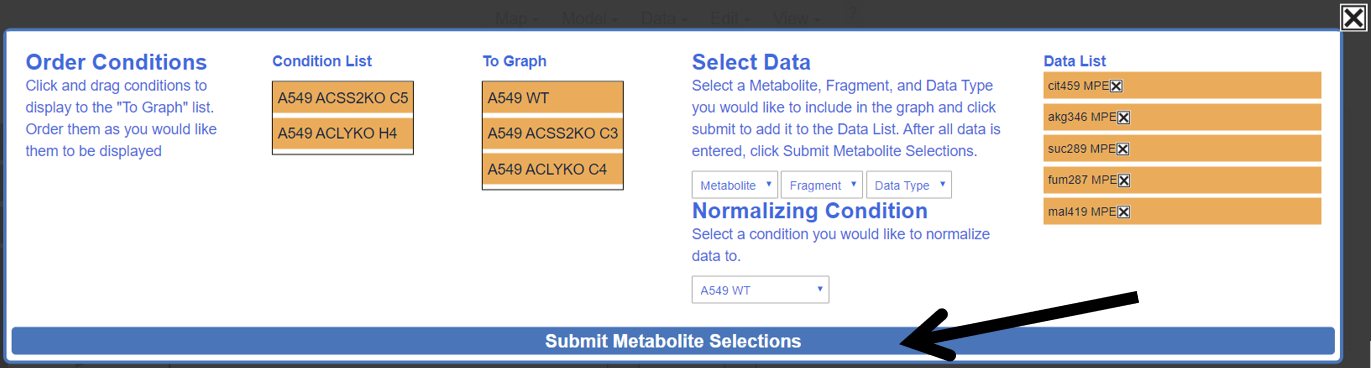 Map Model Data Edit View ?
Order Conditions
Click and drag conditions to
display to the "To Graph" list.
Order them as you would like
them to be displayed
Condition List
A549 ACSS2KO C5
A549 ACLYKO H4
To Graph
A549 WT
A549 ACSS2KO C3
A549 ACLYKO C4
Select Data
Select a Metabolite, Fragment, and Data Type
you would like to include in the graph and click
submit to add it to the Data List. After all data is
entered, click Submit Metabolite Selections.
Metabolite Fragment Data Type
Normalizing Condition
Select a condition you would like to normalize
data to.
A549 WT
Data List
cit459 MPE
akg346 MPE
suc289 MPE
fum287 MPE
mal419 MPE
Submit Metabolite Selections